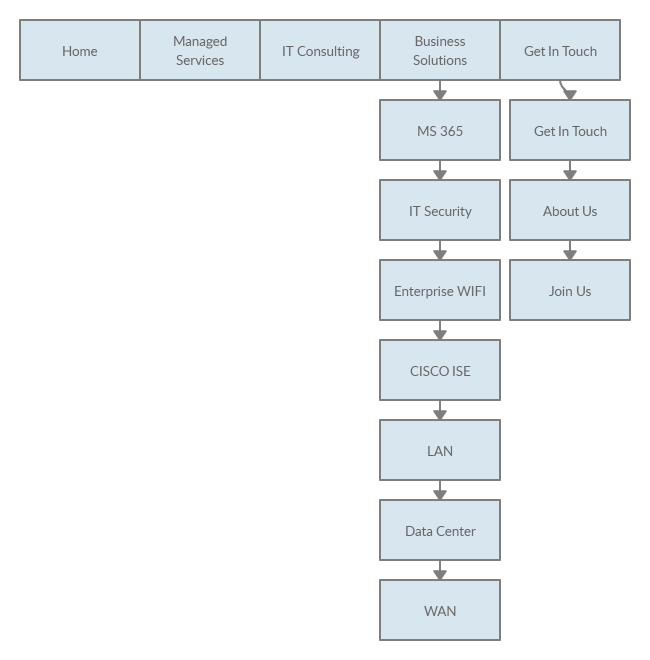 Home
Managed
Services
IT Consulting
Business
Solutions
Get In Touch
MS 365
Get In Touch
IT Security
About Us
Enterprise WIFI
Join Us
CISCO ISE
LAN
Data Center
WAN